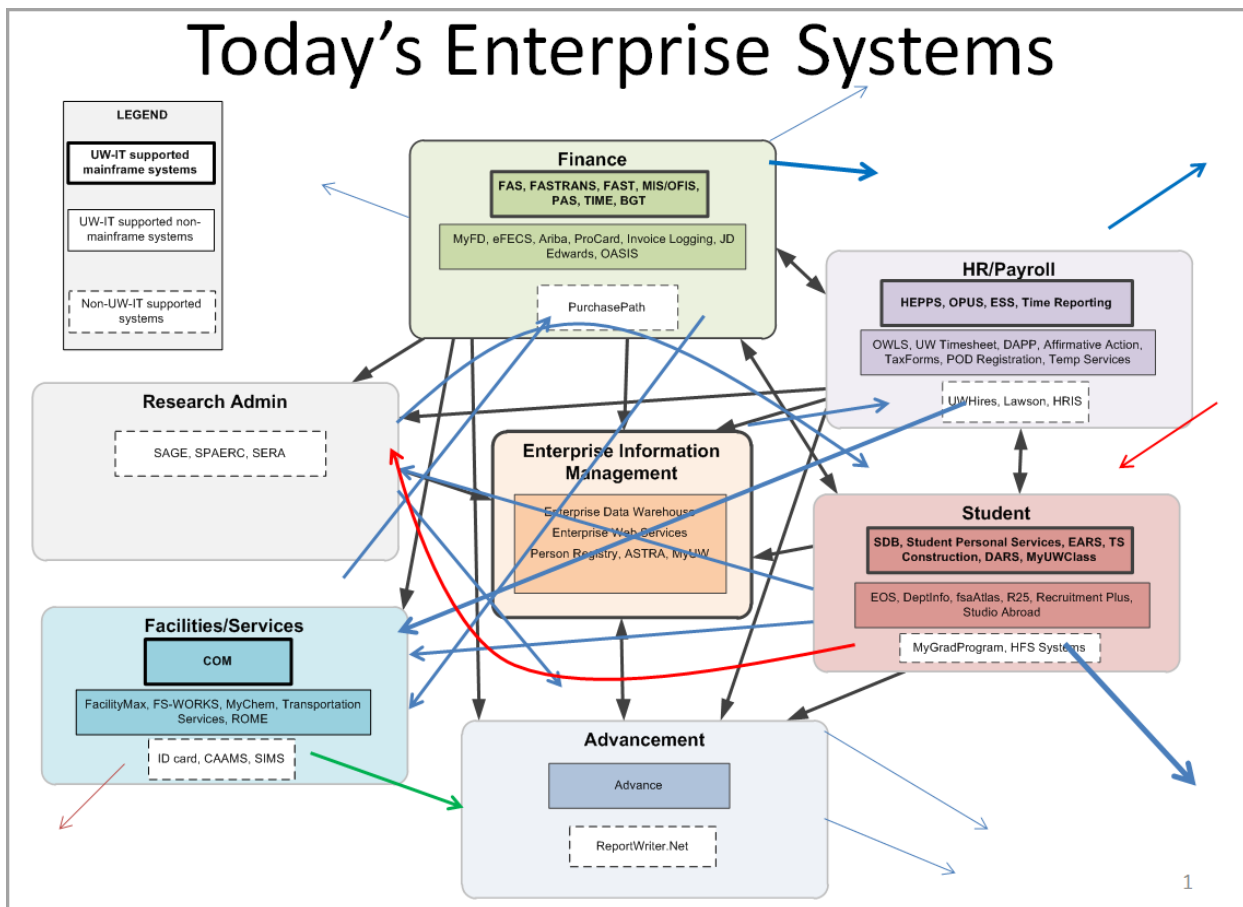 Today's Enterprise Systems
LEGEND
UW-IT supported
mainframe systems
UW-IT supported non-
mainframe systems
Non-UW-IT supported
systems
Finance
FAS, FASTRANS, FAST, MIS/OFIS,
PAS, TIME, BGT
MyFD, eFECS, Ariba, ProCard, Invoice Logging, JD
Edwards, OASIS
PurchasePath
HR/Payroll
HEPPS, OPUS, ESS, Time Reporting
OWLS, UW Timesheet, DAPP, Affirmative Action,
TaxForms, POD Registration, Temp Services
UWHires, Lawson, HRIS
Research Admin
SAGE, SPAERC, SERA
Enterprise Information
Management
Enterprise Data Warehouse
Enterprise Web Services
Person Registry, ASTRA, MyUW
Student
SDB, Student Personal Services, EARS, TS
Construction, DARS, MyUWClass
EOS, DeptInfo, fsaAtlas, R25, Recruitment Plus,
Studio Abroad
MyGradProgram, HFS Systems
Facilities/Services
COM
FacilityMax, FS-WORKS, MyChem, Transportation
Services, ROME
ID card, CAAMS, SIMS
Advancement
Advance
ReportWriter.Net
1